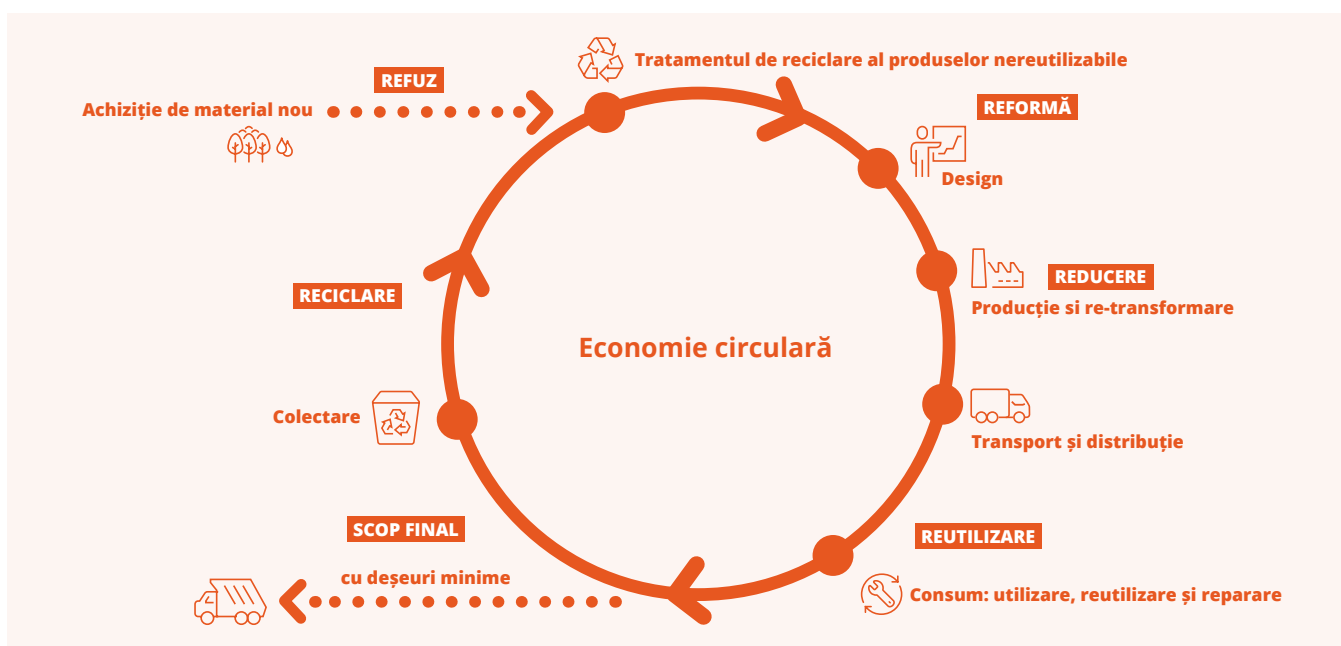 Tratamentul de reciclare al produselor nereutilizabile
REFUZ
Achiziție de material nou
REFORMĂ
Design
REDUCERE
Producție si re-transformare
RECICLARE
Economie circulară
Colectare
Transport și distribuție
SCOP FINAL
cu deșeuri minime
REUTILIZARE
Consum: utilizare, reutilizare și reparare